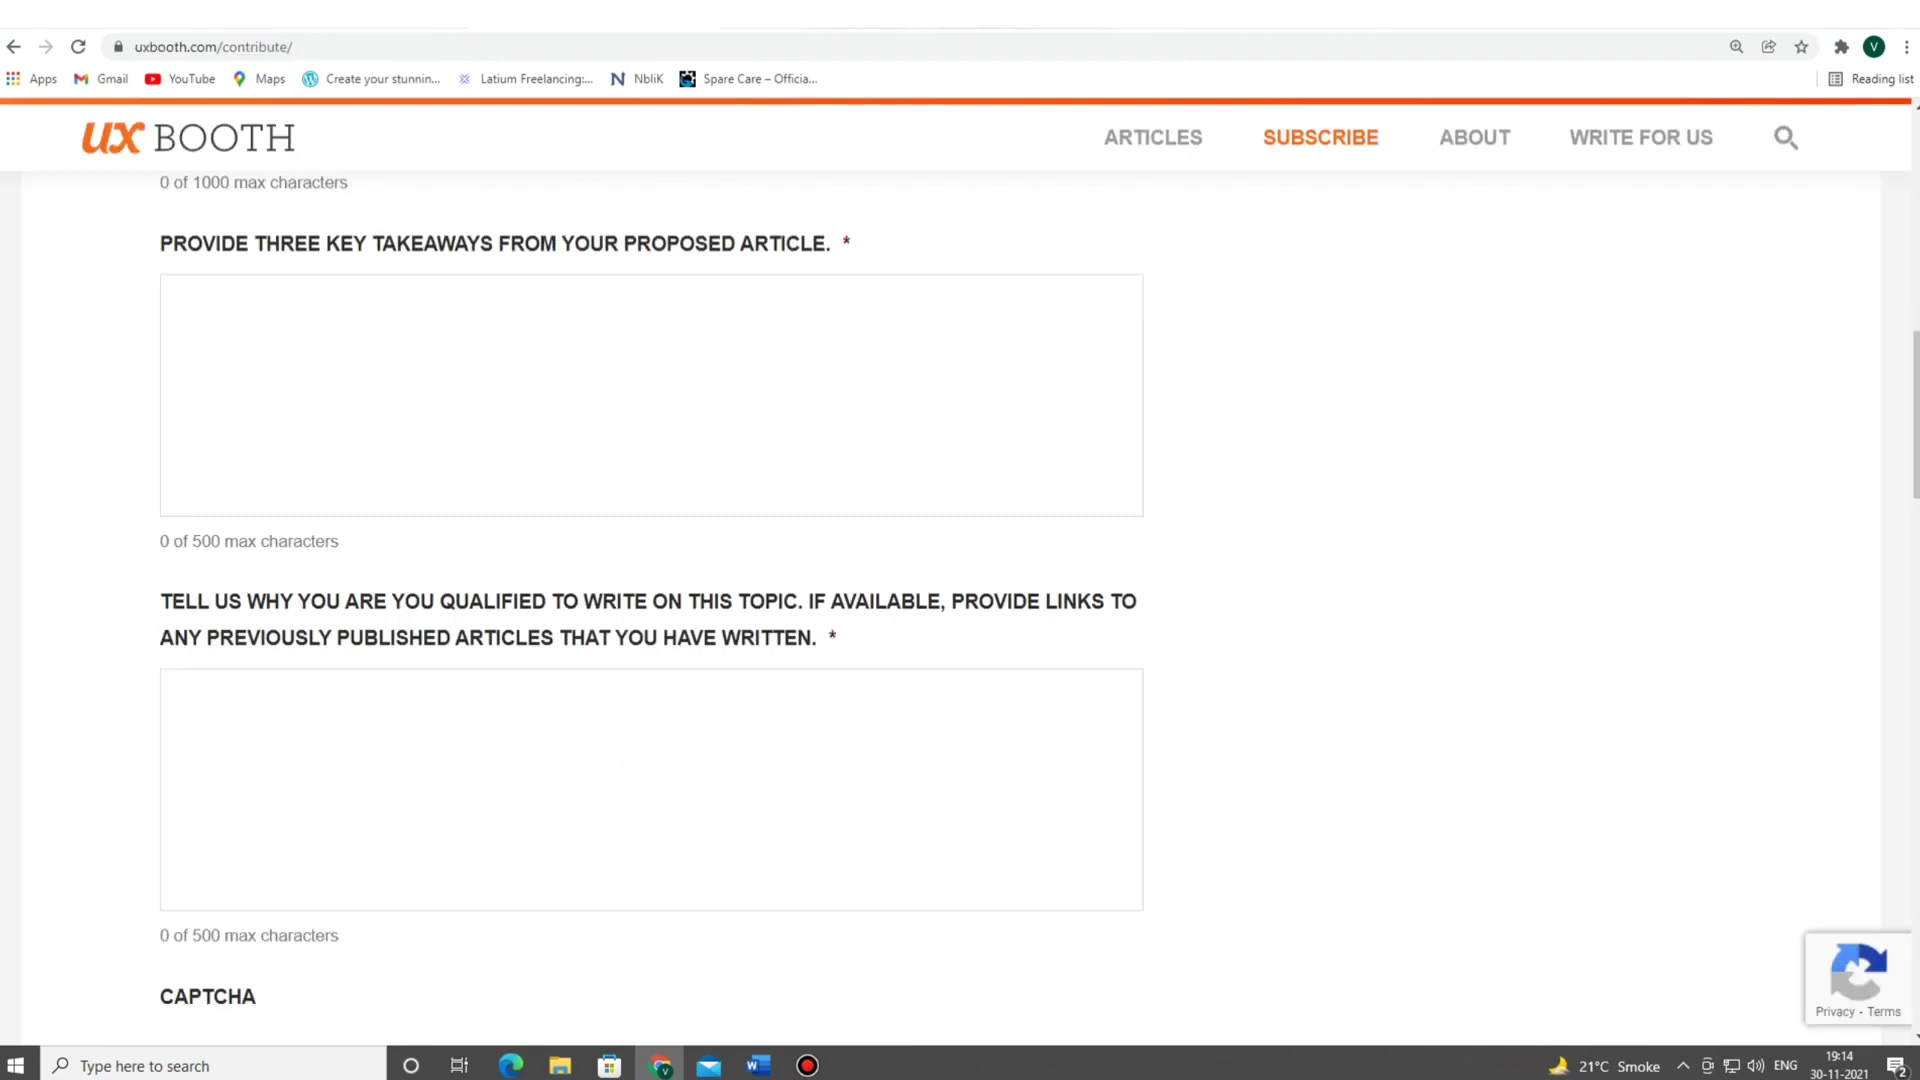 uxbooth.com/contribute/
V
Apps Gmail YouTube Maps Create your stunnin... Latium Freelancing:... NbliK Spare Care – Officia... Reading list
UX BOOTH ARTICLES SUBSCRIBE ABOUT WRITE FOR US
0 of 1000 max characters
PROVIDE THREE KEY TAKEAWAYS FROM YOUR PROPOSED ARTICLE. *
0 of 500 max characters
TELL US WHY YOU ARE YOU QUALIFIED TO WRITE ON THIS TOPIC. IF AVAILABLE, PROVIDE LINKS TO
ANY PREVIOUSLY PUBLISHED ARTICLES THAT YOU HAVE WRITTEN. *
0 of 500 max characters
CAPTCHA
Privacy - Terms
Type here to search 21°C Smoke ENG 19:14
30-11-2021 2